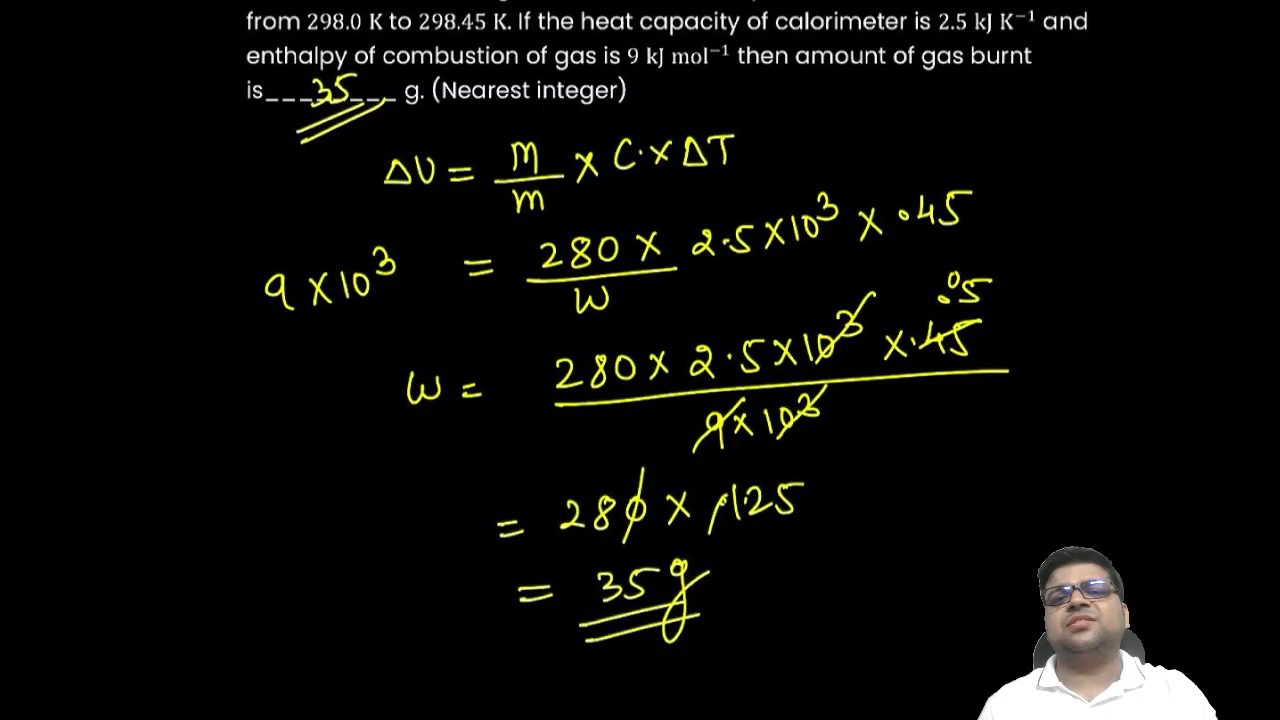 from 298.0 K to 298.45 K. If the heat capacity of calorimeter is 2.5 kJ K⁻¹ and
enthalpy of combustion of gas is 9 kJ mol⁻¹ then amount of gas burnt
is___35___ g. (Nearest integer)
ΔU = m/m × C. × ΔT
9 × 10³ = 280 × 2.5 × 10³ × .45 / W
.05
W = 280 × 2.5 × 10³ × .45 / 9 × 10³
= 280 × .125
= 35g